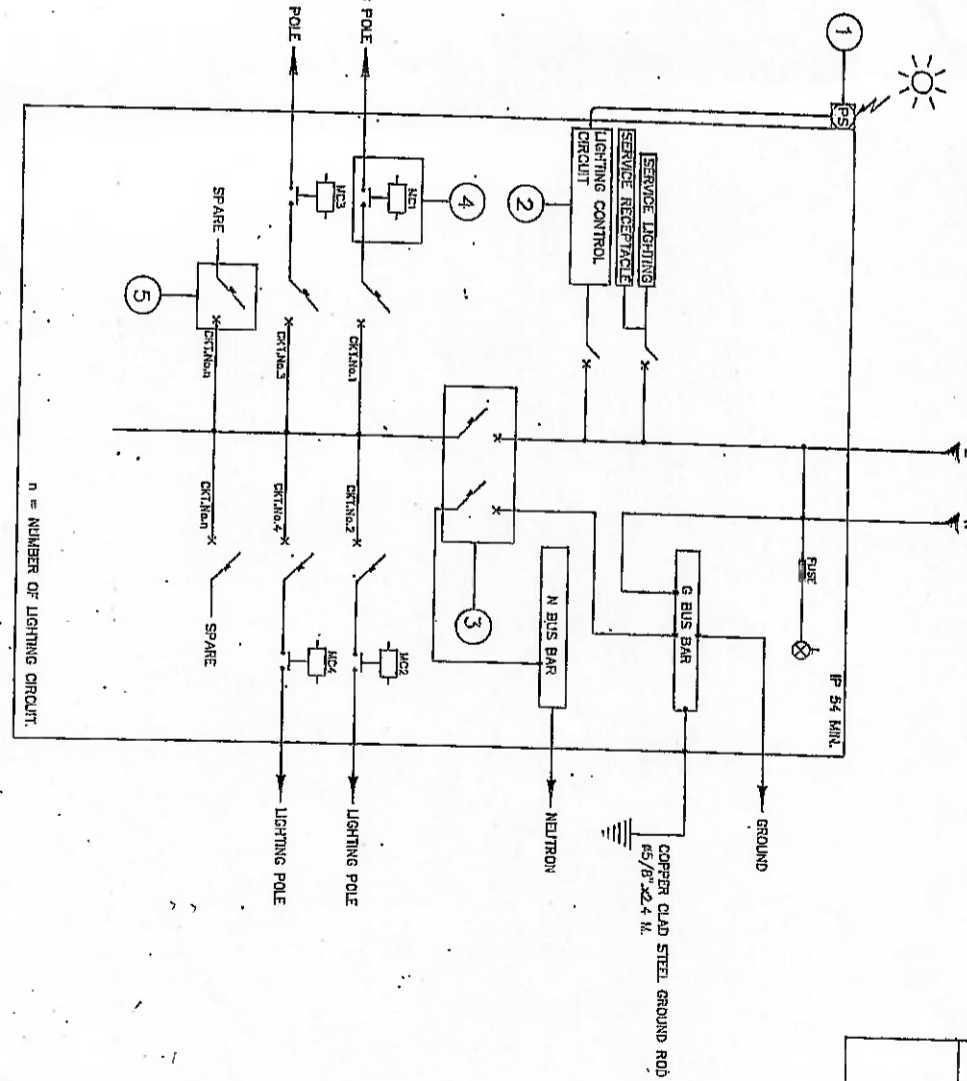 1
PS
IP 54 MIN.
LIGHTING CONTROL
CIRCUIT
SERVICE RECEPTACLE
SERVICE LIGHTING
2
FUSE
G BUS BAR
N BUS BAR
GROUND
COPPER CLAD STEEL GROUND ROD
ø5/8"x2.4 M.
NEUTRON
3
POLE
POLE
MC1
MC3
4
SPARE
5
CKT.No.1
CKT.No.3
CKT.No.n
CKT.No.2
CKT.No.4
CKT.No.n
MC2
MC4
SPARE
LIGHTING POLE
LIGHTING POLE
n = NUMBER OF LIGHTING CIRCUIT.